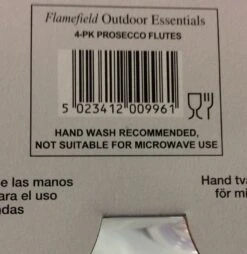 Flamefield Outdoor Essentials
4-PK PROSECCO FLUTES
5 023412 009961
HAND WASH RECOMMENDED,
NOT SUITABLE FOR MICROWAVE USE
e las manos
ara el uso
ndas
Hand tva
för mi